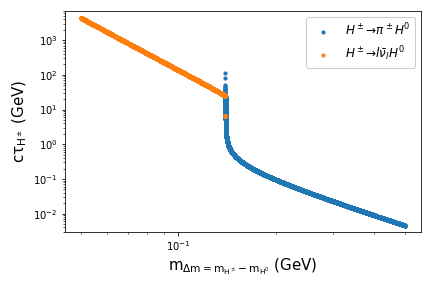 H^± → π^± H^0
H^± → lν̄_l H^0
10^3
10^2
10^1
10^0
10^-1
10^-2
cτ_H^± (GeV)
10^-1
m_Δm = m_H^± − m_H^0 (GeV)